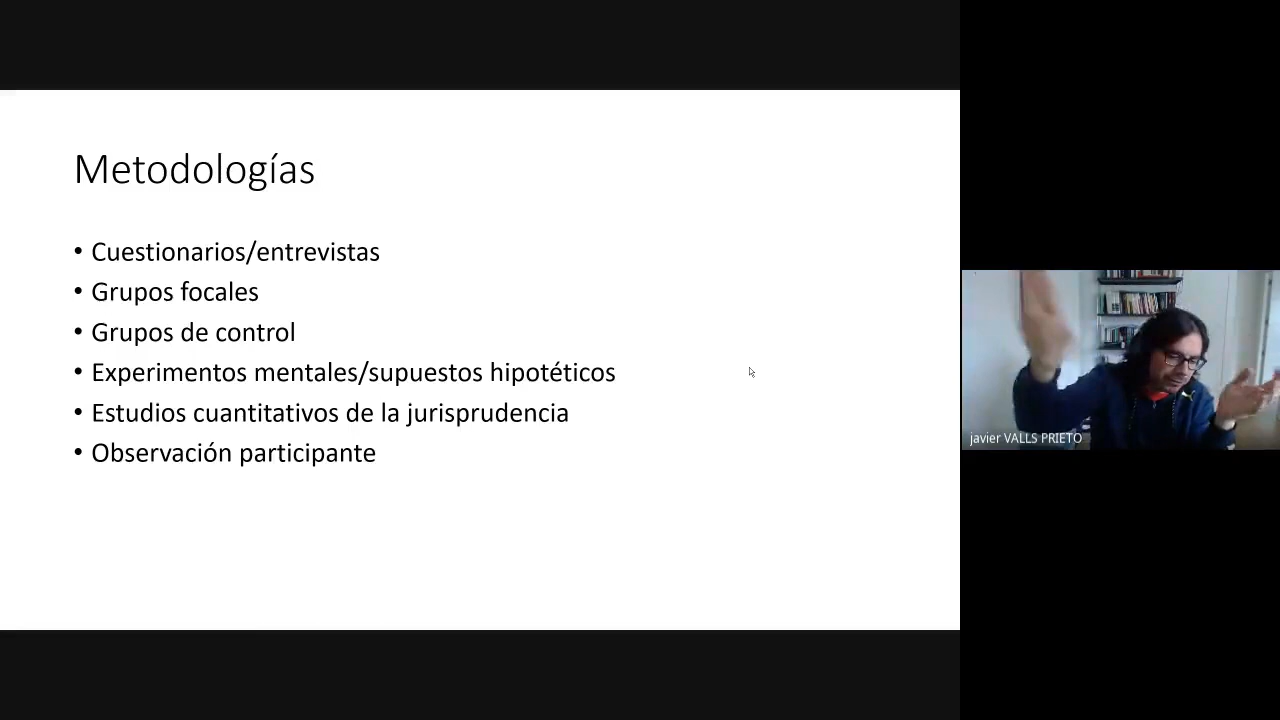 Metodologías
• Cuestionarios/entrevistas
• Grupos focales
• Grupos de control
• Experimentos mentales/supuestos hipotéticos
• Estudios cuantitativos de la jurisprudencia
• Observación participante
javier VALLS PRIETO